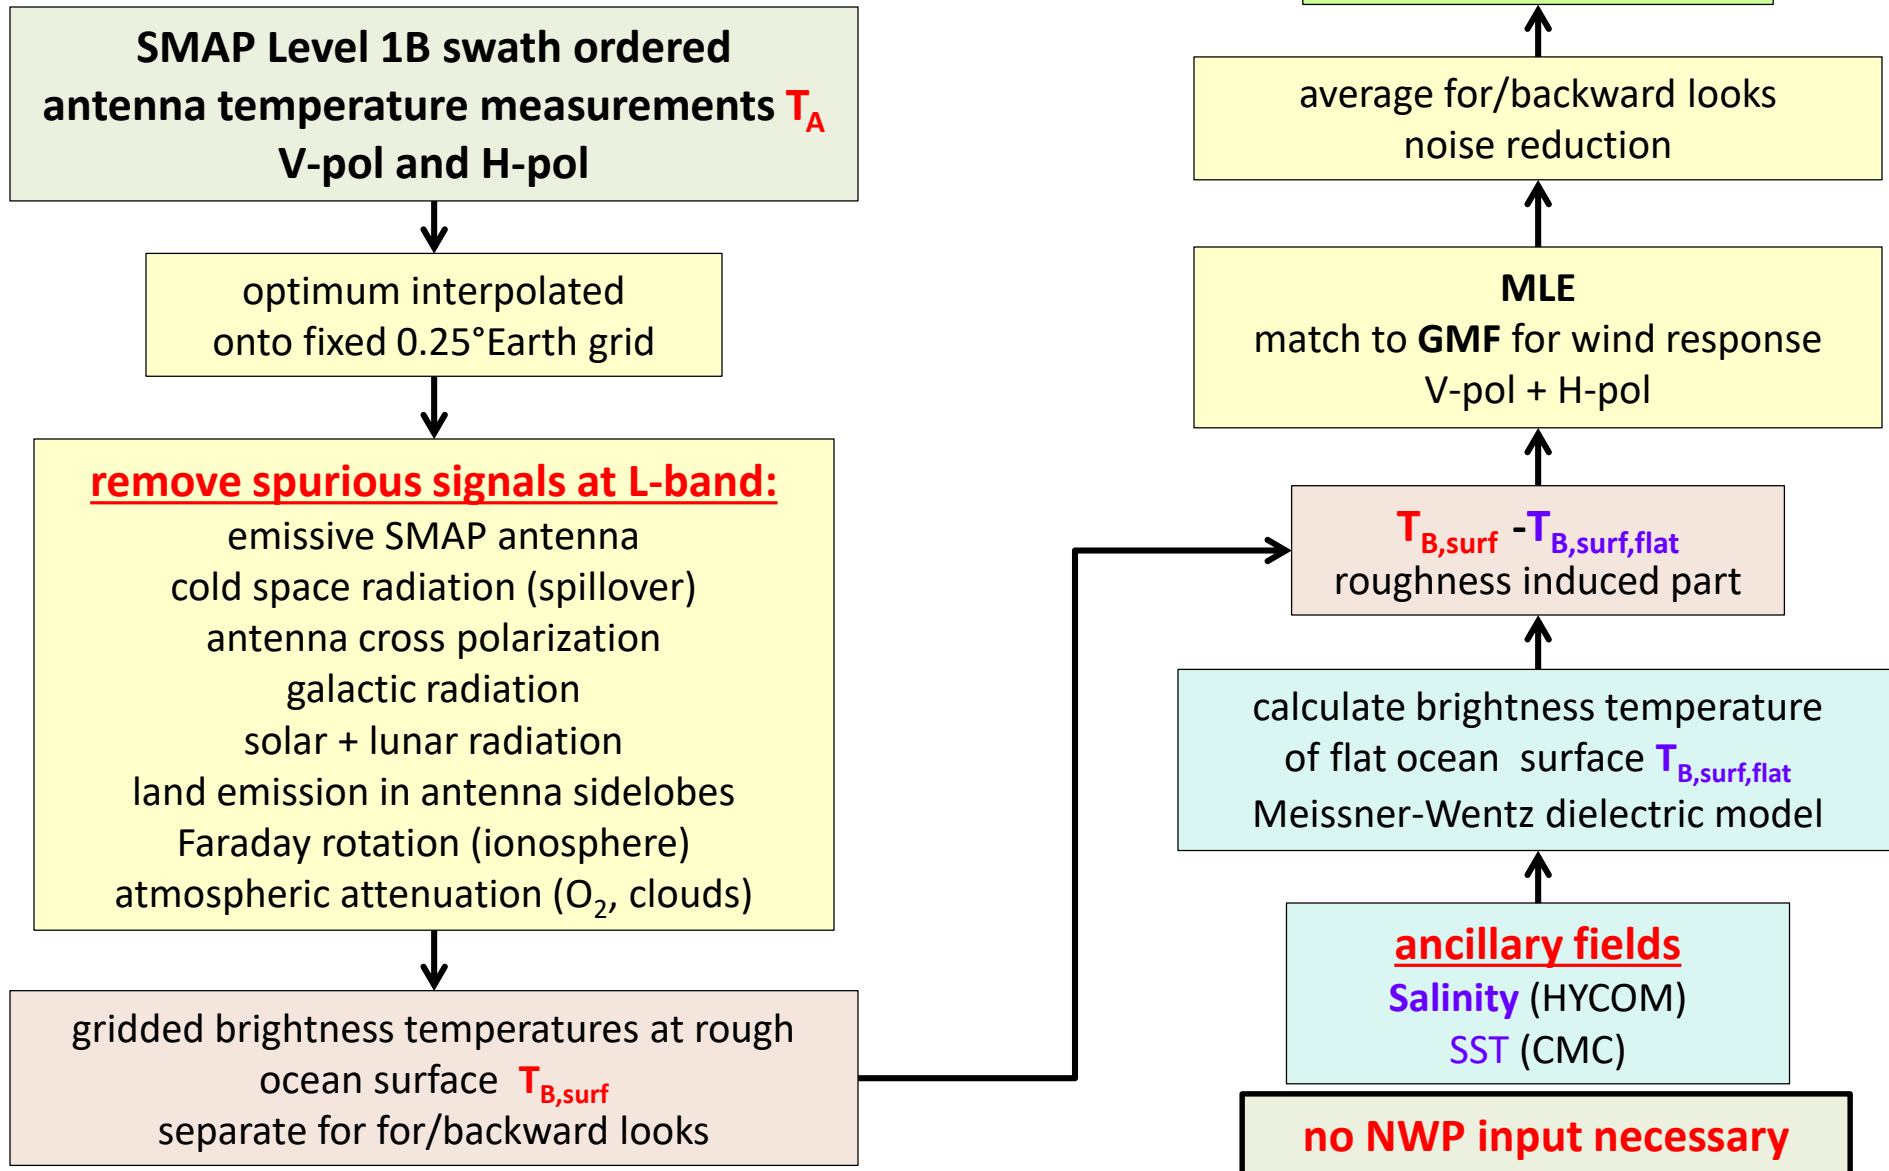 SMAP Level 1B swath ordered
antenna temperature measurements T_A
V-pol and H-pol
optimum interpolated
onto fixed 0.25°Earth grid
remove spurious signals at L-band:
emissive SMAP antenna
cold space radiation (spillover)
antenna cross polarization
galactic radiation
solar + lunar radiation
land emission in antenna sidelobes
Faraday rotation (ionosphere)
atmospheric attenuation (O₂, clouds)
gridded brightness temperatures at rough
ocean surface T_B,surf
separate for for/backward looks
average for/backward looks
noise reduction
MLE
match to GMF for wind response
V-pol + H-pol
T_B,surf -T_B,surf,flat
roughness induced part
calculate brightness temperature
of flat ocean surface T_B,surf,flat
Meissner-Wentz dielectric model
ancillary fields
Salinity (HYCOM)
SST (CMC)
no NWP input necessary